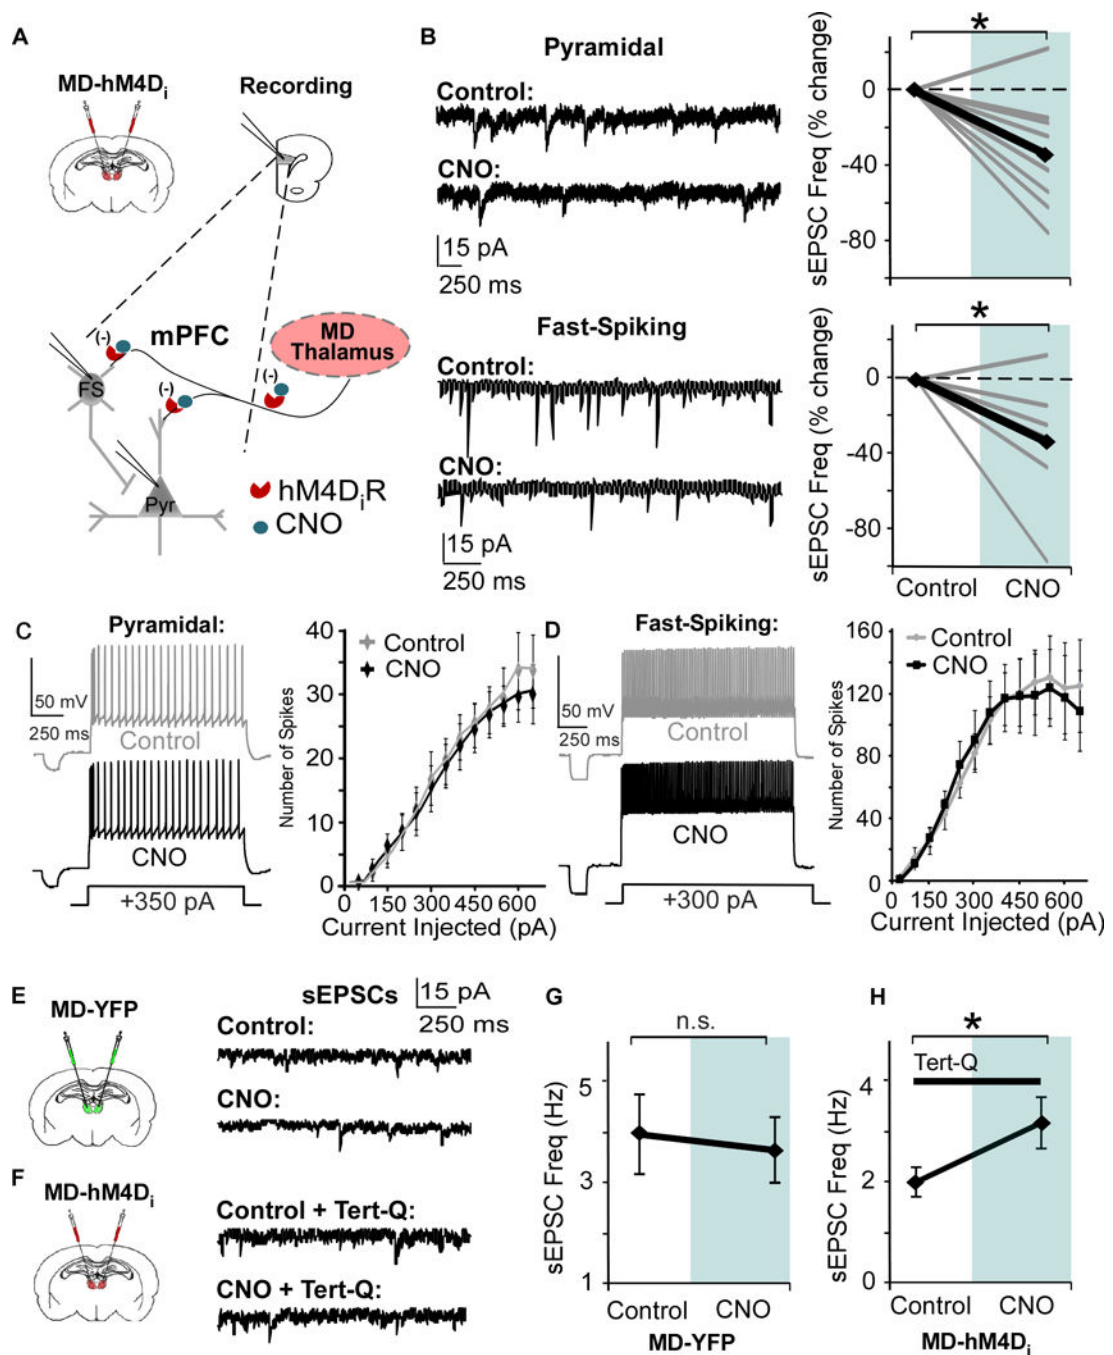 A
MD-hM4Di
Recording
mPFC
MD
Thalamus
(-)
(-)
(-)
FS
Pyr
hM4DiR
CNO
B
Pyramidal
Control:
CNO:
15 pA
250 ms
sEPSC Freq (% change)
*
0
-40
-80
Fast-Spiking
Control:
CNO:
15 pA
250 ms
sEPSC Freq (% change)
*
0
-40
-80
Control
CNO
C
Pyramidal:
50 mV
250 ms
Control
CNO
+350 pA
Number of Spikes
40
30
20
10
0
Control
CNO
0 150 300 450 600
Current Injected (pA)
D
Fast-Spiking:
50 mV
250 ms
Control
CNO
+300 pA
Number of Spikes
160
120
80
40
0
Control
CNO
0 150 300 450 600
Current Injected (pA)
E
MD-YFP
sEPSCs
15 pA
250 ms
Control:
CNO:
F
MD-hM4Di
Control + Tert-Q:
CNO + Tert-Q:
G
n.s.
sEPSC Freq (Hz)
5
3
1
Control
CNO
MD-YFP
H
*
Tert-Q
sEPSC Freq (Hz)
4
2
0
Control
CNO
MD-hM4Di